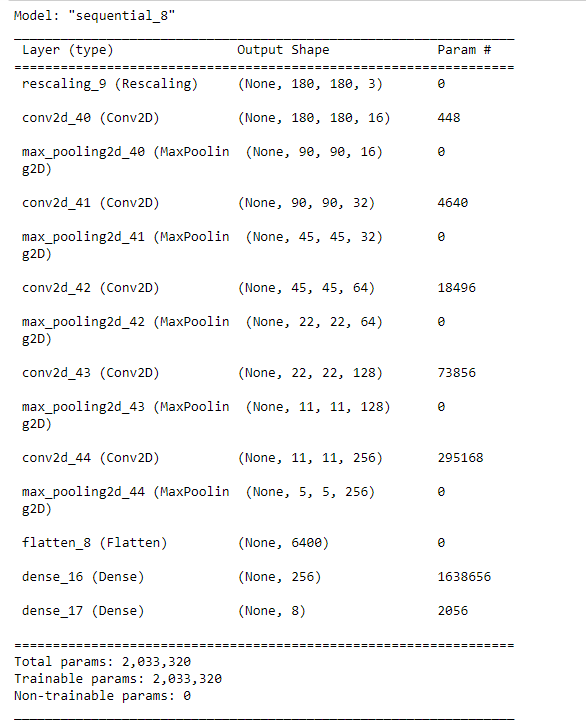 Model: "sequential_8"
_________________________________________________________________
Layer (type) Output Shape Param #
=================================================================
rescaling_9 (Rescaling) (None, 180, 180, 3) 0
conv2d_40 (Conv2D) (None, 180, 180, 16) 448
max_pooling2d_40 (MaxPoolin (None, 90, 90, 16) 0
g2D)
conv2d_41 (Conv2D) (None, 90, 90, 32) 4640
max_pooling2d_41 (MaxPoolin (None, 45, 45, 32) 0
g2D)
conv2d_42 (Conv2D) (None, 45, 45, 64) 18496
max_pooling2d_42 (MaxPoolin (None, 22, 22, 64) 0
g2D)
conv2d_43 (Conv2D) (None, 22, 22, 128) 73856
max_pooling2d_43 (MaxPoolin (None, 11, 11, 128) 0
g2D)
conv2d_44 (Conv2D) (None, 11, 11, 256) 295168
max_pooling2d_44 (MaxPoolin (None, 5, 5, 256) 0
g2D)
flatten_8 (Flatten) (None, 6400) 0
dense_16 (Dense) (None, 256) 1638656
dense_17 (Dense) (None, 8) 2056
=================================================================
Total params: 2,033,320
Trainable params: 2,033,320
Non-trainable params: 0
_________________________________________________________________